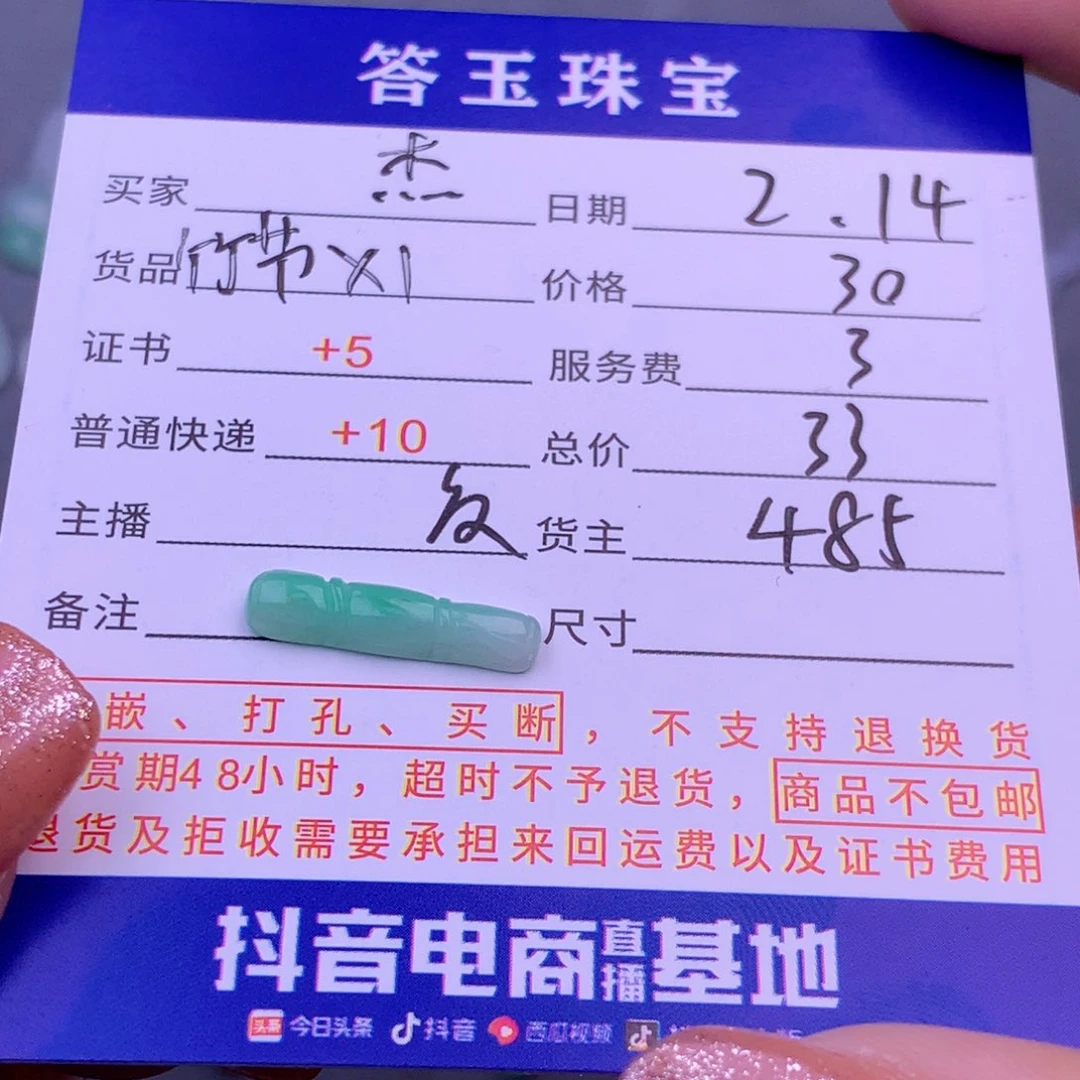 答玉珠宝
买家 杰 日期 2.14
货品 竹节X1 价格 30
证书 +5 服务费 3
普通快递 +10 总价 33
主播 货主 485
备注 尺寸
嵌、打孔、买断，不支持退换货
赏期48小时，超时不予退货，商品不包邮
退货及拒收需要承担来回运费以及证书费用
抖音电商直播基地
头条 今日头条 抖音 西瓜视频